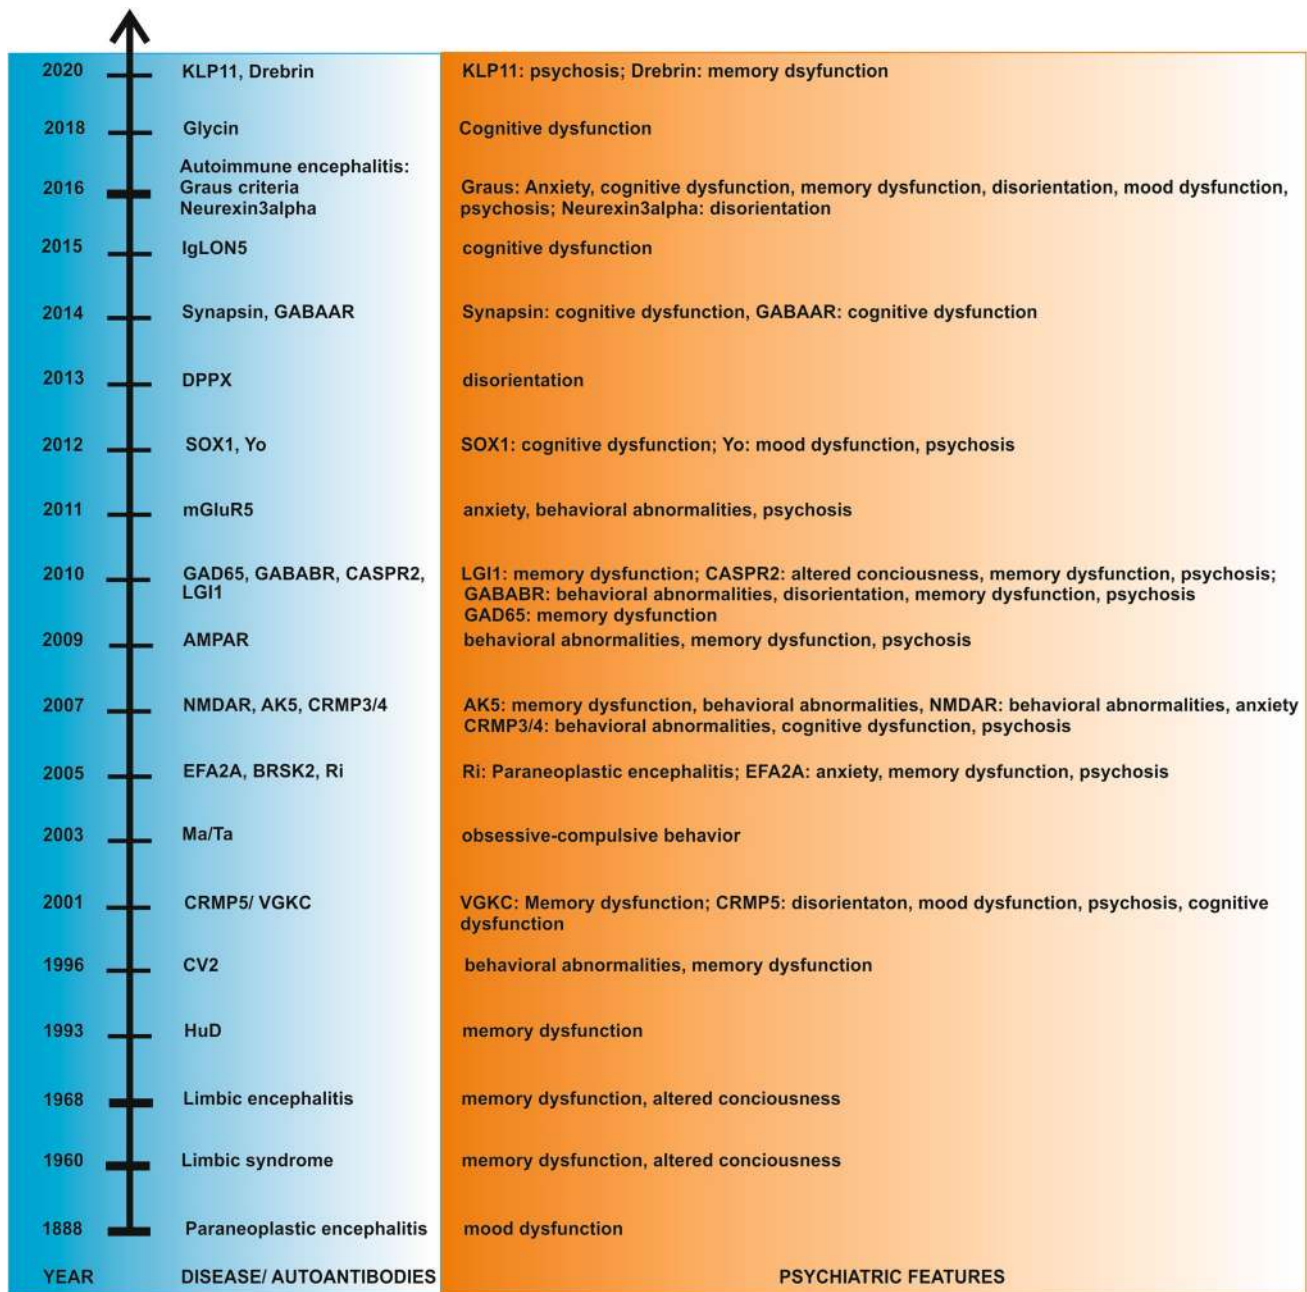 2020 KLP11, Drebrin KLP11: psychosis; Drebrin: memory dsyfunction
2018 Glycin Cognitive dysfunction
Autoimmune encephalitis:
2016 Graus criteria Graus: Anxiety, cognitive dysfunction, memory dysfunction, disorientation, mood dysfunction,
Neurexin3alpha psychosis; Neurexin3alpha: disorientation
2015 IgLON5 cognitive dysfunction
2014 Synapsin, GABAAR Synapsin: cognitive dysfunction, GABAAR: cognitive dysfunction
2013 DPPX disorientation
2012 SOX1, Yo SOX1: cognitive dysfunction; Yo: mood dysfunction, psychosis
2011 mGluR5 anxiety, behavioral abnormalities, psychosis
2010 GAD65, GABABR, CASPR2, LGI1: memory dysfunction; CASPR2: altered conciousness, memory dysfunction, psychosis;
LGI1 GABABR: behavioral abnormalities, disorientation, memory dysfunction, psychosis
GAD65: memory dysfunction
2009 AMPAR behavioral abnormalities, memory dysfunction, psychosis
2007 NMDAR, AK5, CRMP3/4 AK5: memory dysfunction, behavioral abnormalities, NMDAR: behavioral abnormalities, anxiety
CRMP3/4: behavioral abnormalities, cognitive dysfunction, psychosis
2005 EFA2A, BRSK2, Ri Ri: Paraneoplastic encephalitis; EFA2A: anxiety, memory dysfunction, psychosis
2003 Ma/Ta obsessive-compulsive behavior
2001 CRMP5/ VGKC VGKC: Memory dysfunction; CRMP5: disorientaton, mood dysfunction, psychosis, cognitive
dysfunction
1996 CV2 behavioral abnormalities, memory dysfunction
1993 HuD memory dysfunction
1968 Limbic encephalitis memory dysfunction, altered conciousness
1960 Limbic syndrome memory dysfunction, altered conciousness
1888 Paraneoplastic encephalitis mood dysfunction
YEAR DISEASE/ AUTOANTIBODIES PSYCHIATRIC FEATURES